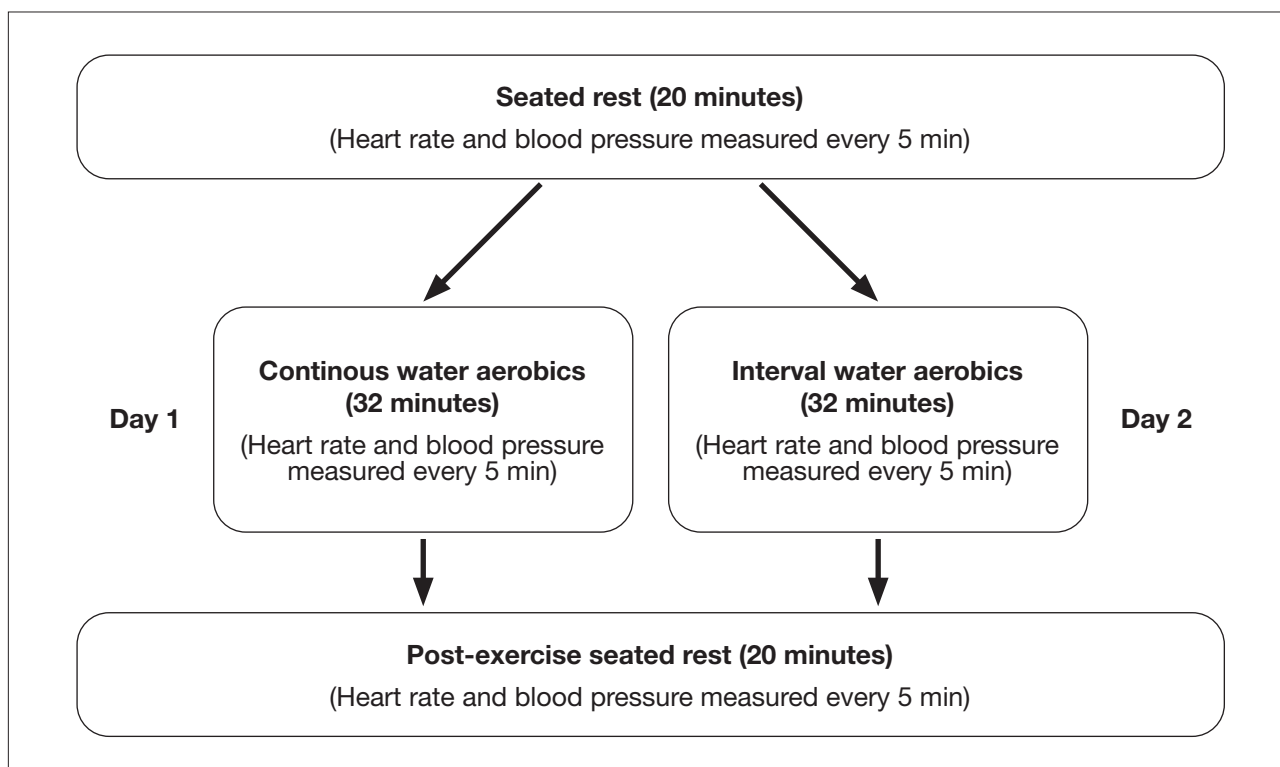 Seated rest (20 minutes)
(Heart rate and blood pressure measured every 5 min)
Day 1
Continous water aerobics
(32 minutes)
(Heart rate and blood pressure
measured every 5 min)
Interval water aerobics
(32 minutes)
(Heart rate and blood pressure
measured every 5 min)
Day 2
Post-exercise seated rest (20 minutes)
(Heart rate and blood pressure measured every 5 min)